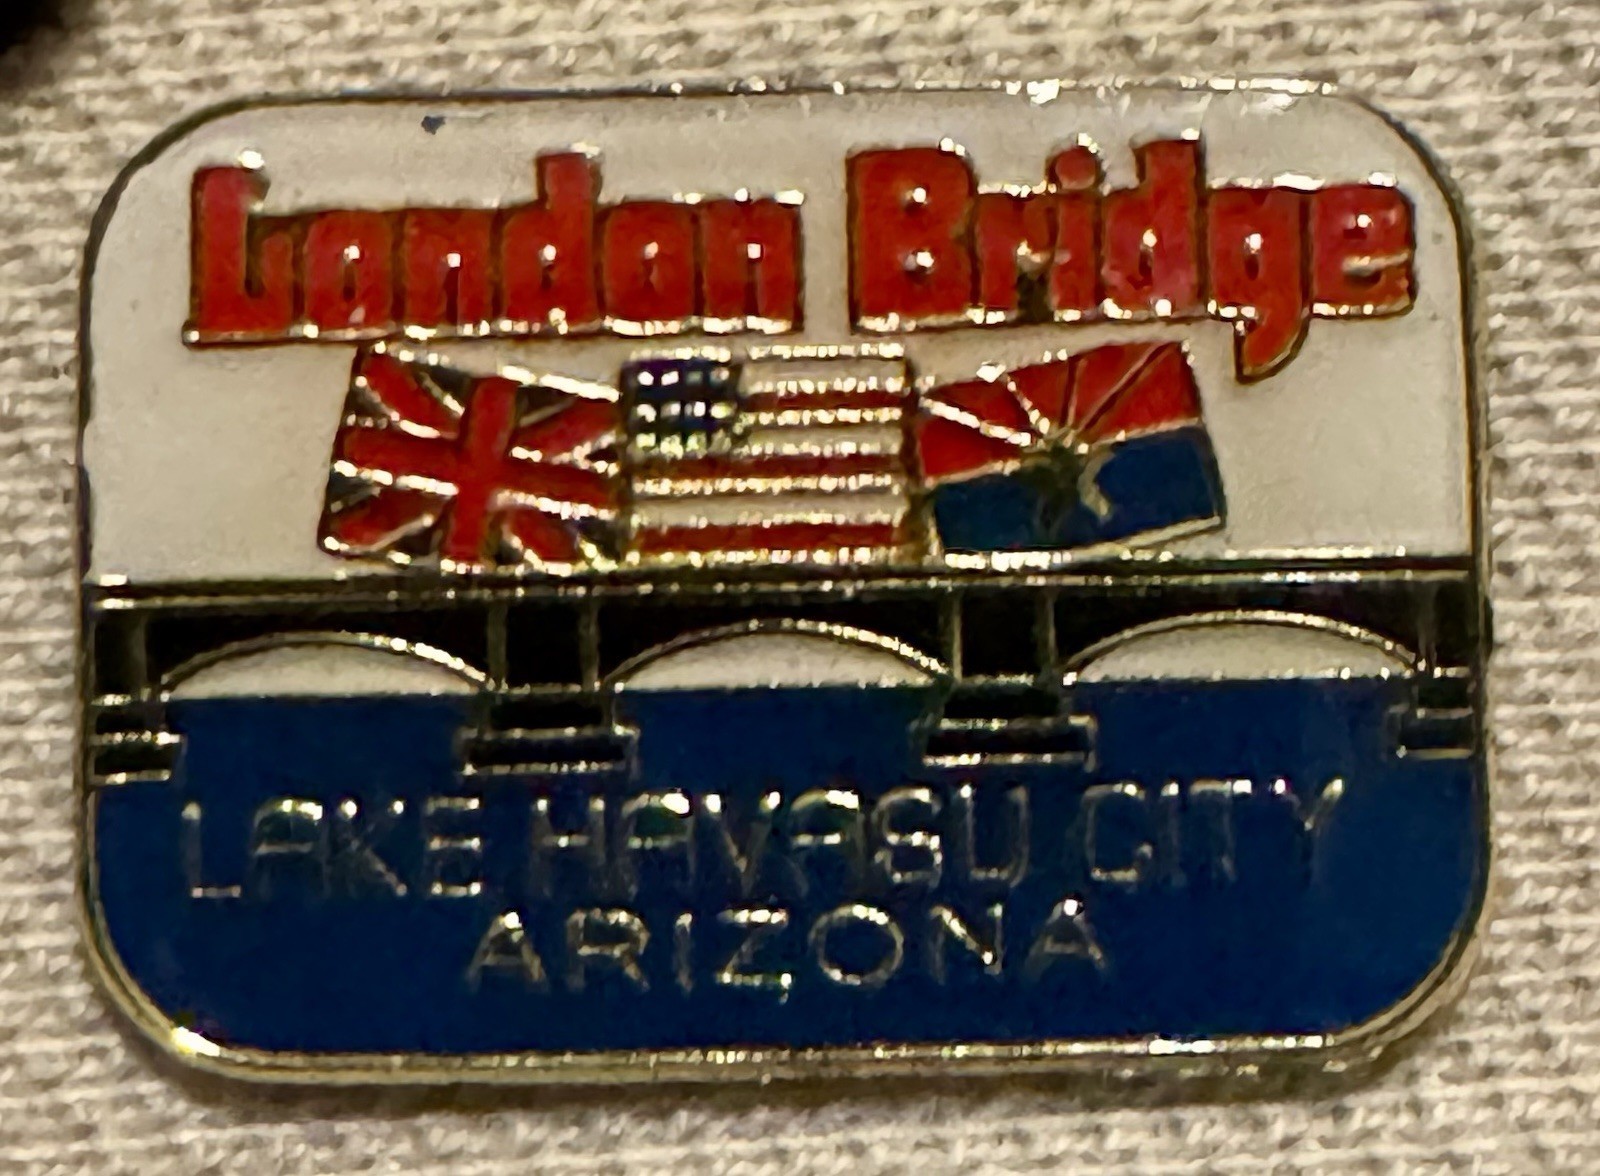 London Bridge
LAKE HAVASU CITY
ARIZONA